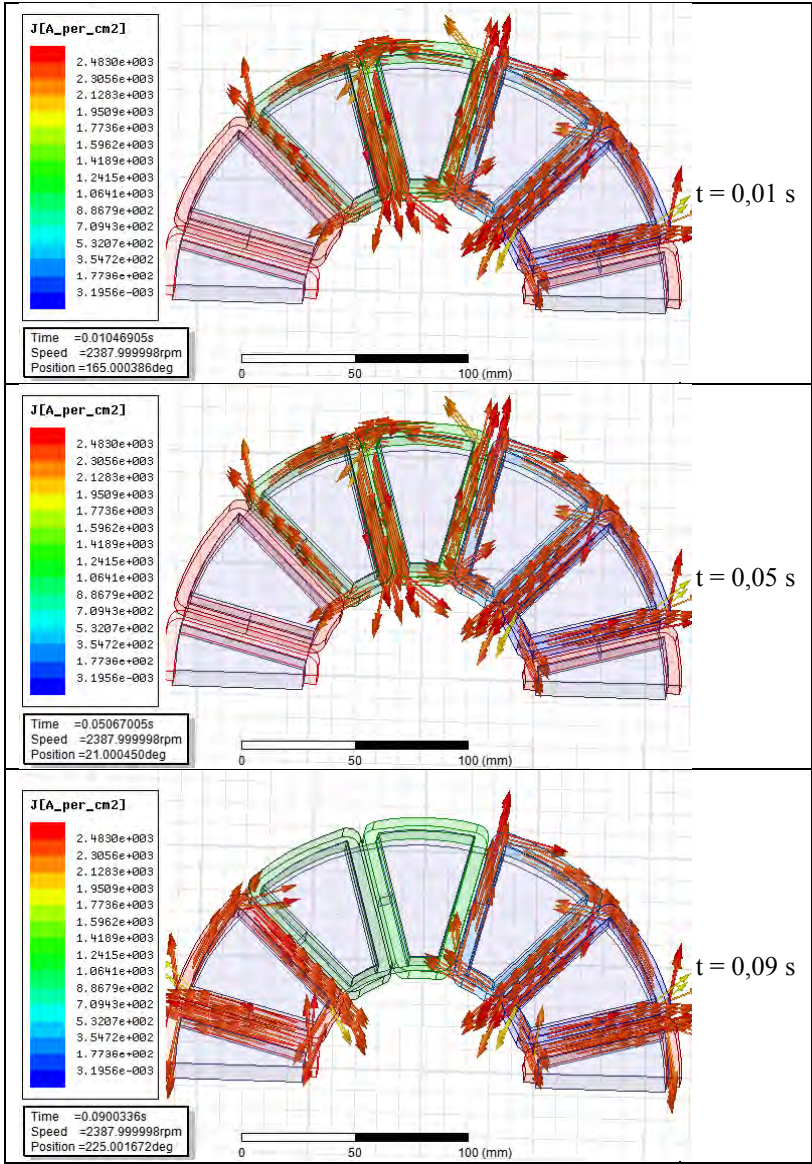 J[A_per_cm2]
2.4830e+003
2.3056e+003
2.1283e+003
1.9509e+003
1.7736e+003
1.5962e+003
1.4189e+003
1.2415e+003
1.0641e+003
8.8679e+002
7.0943e+002
5.3207e+002
3.5472e+002
1.7736e+002
3.1956e-003
Time =0.01046905s
Speed =2387.999998rpm
Position =165.000386deg
0 50 100 (mm)
t = 0,01 s
J[A_per_cm2]
2.4830e+003
2.3056e+003
2.1283e+003
1.9509e+003
1.7736e+003
1.5962e+003
1.4189e+003
1.2415e+003
1.0641e+003
8.8679e+002
7.0943e+002
5.3207e+002
3.5472e+002
1.7736e+002
3.1956e-003
Time =0.05067005s
Speed =2387.999998rpm
Position =21.000450deg
0 50 100 (mm)
t = 0,05 s
J[A_per_cm2]
2.4830e+003
2.3056e+003
2.1283e+003
1.9509e+003
1.7736e+003
1.5962e+003
1.4189e+003
1.2415e+003
1.0641e+003
8.8679e+002
7.0943e+002
5.3207e+002
3.5472e+002
1.7736e+002
3.1956e-003
Time =0.0900336s
Speed =2387.999998rpm
Position =225.001672deg
0 50 100 (mm)
t = 0,09 s